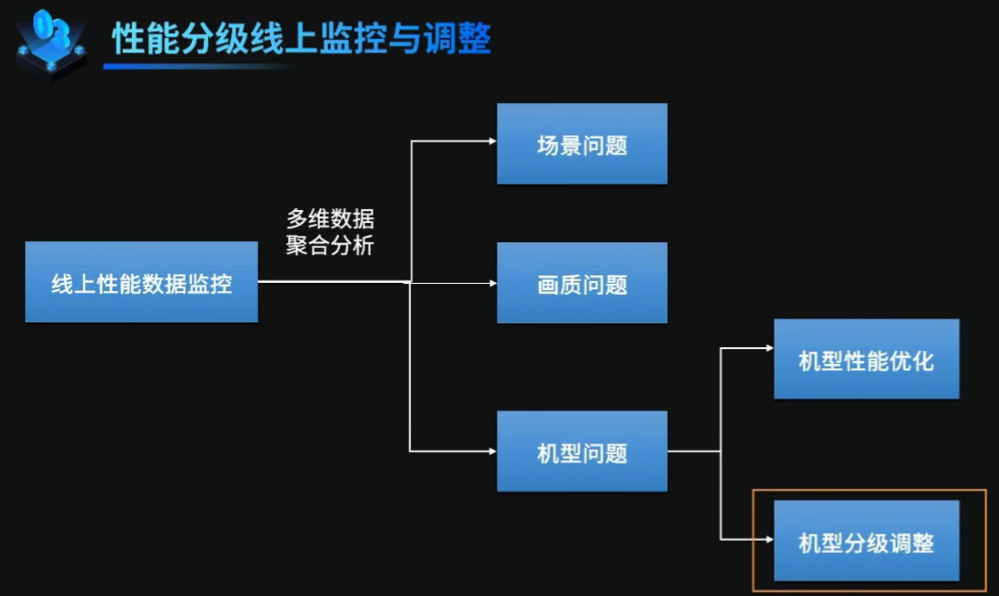 03
性能分级线上监控与调整
场景问题
多维数据
聚合分析
线上性能数据监控
画质问题
机型性能优化
机型问题
机型分级调整